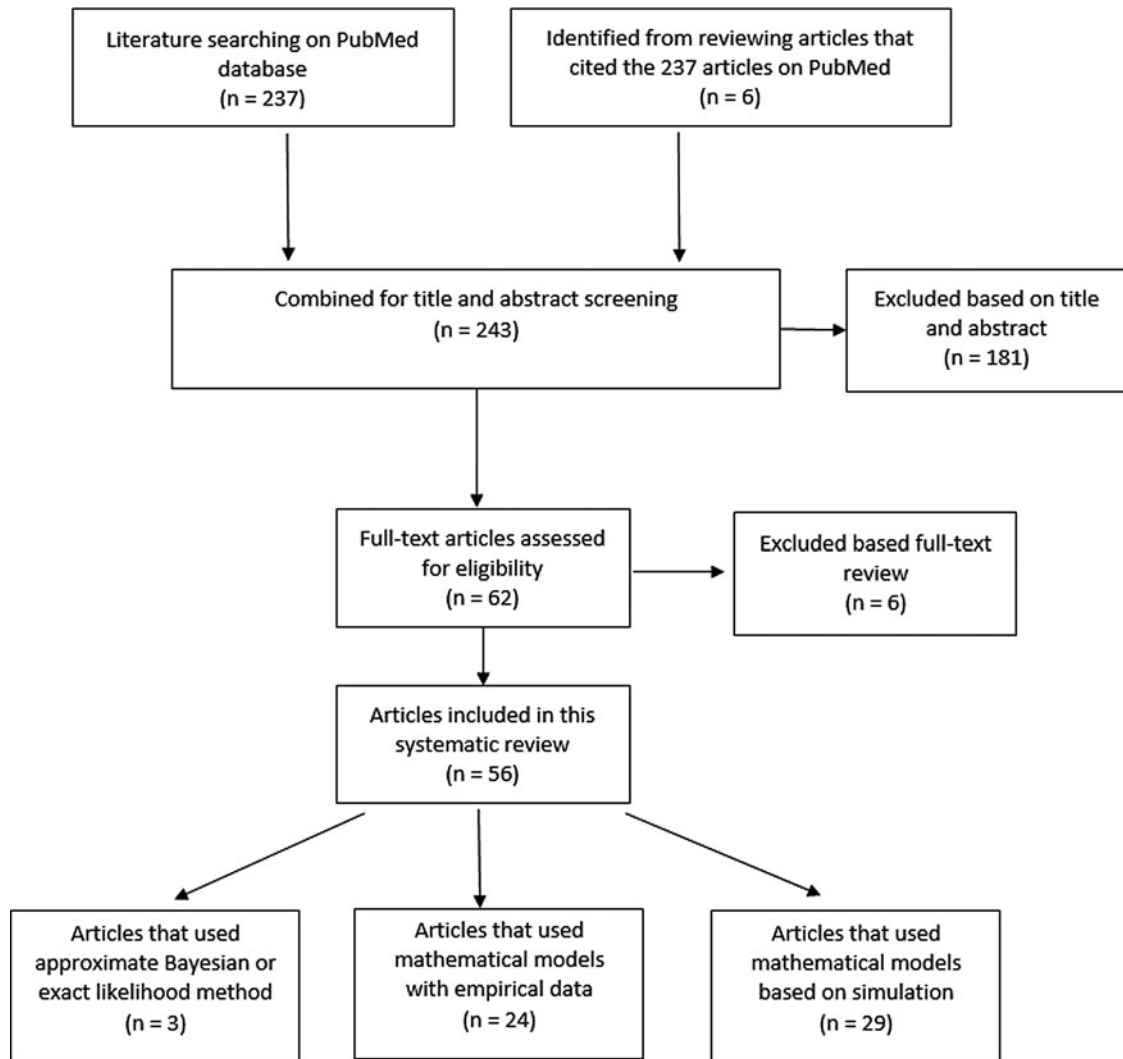 Literature searching on PubMed
database
(n = 237)
Identified from reviewing articles that
cited the 237 articles on PubMed
(n = 6)
Combined for title and abstract screening
(n = 243)
Excluded based on title
and abstract
(n = 181)
Full-text articles assessed
for eligibility
(n = 62)
Excluded based full-text
review
(n = 6)
Articles included in this
systematic review
(n = 56)
Articles that used
approximate Bayesian or
exact likelihood method
(n = 3)
Articles that used
mathematical models
with empirical data
(n = 24)
Articles that used
mathematical models
based on simulation
(n = 29)